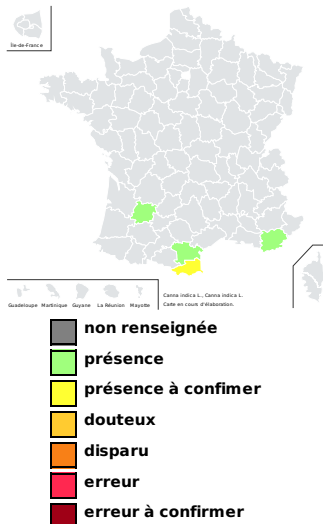 Île-de-France
Guadeloupe Martinique Guyane La Réunion Mayotte
Canna indica L., Canna indica L.
Carte en cours d'élaboration.
non renseignée
présence
présence à confimer
douteux
disparu
erreur
erreur à confirmer